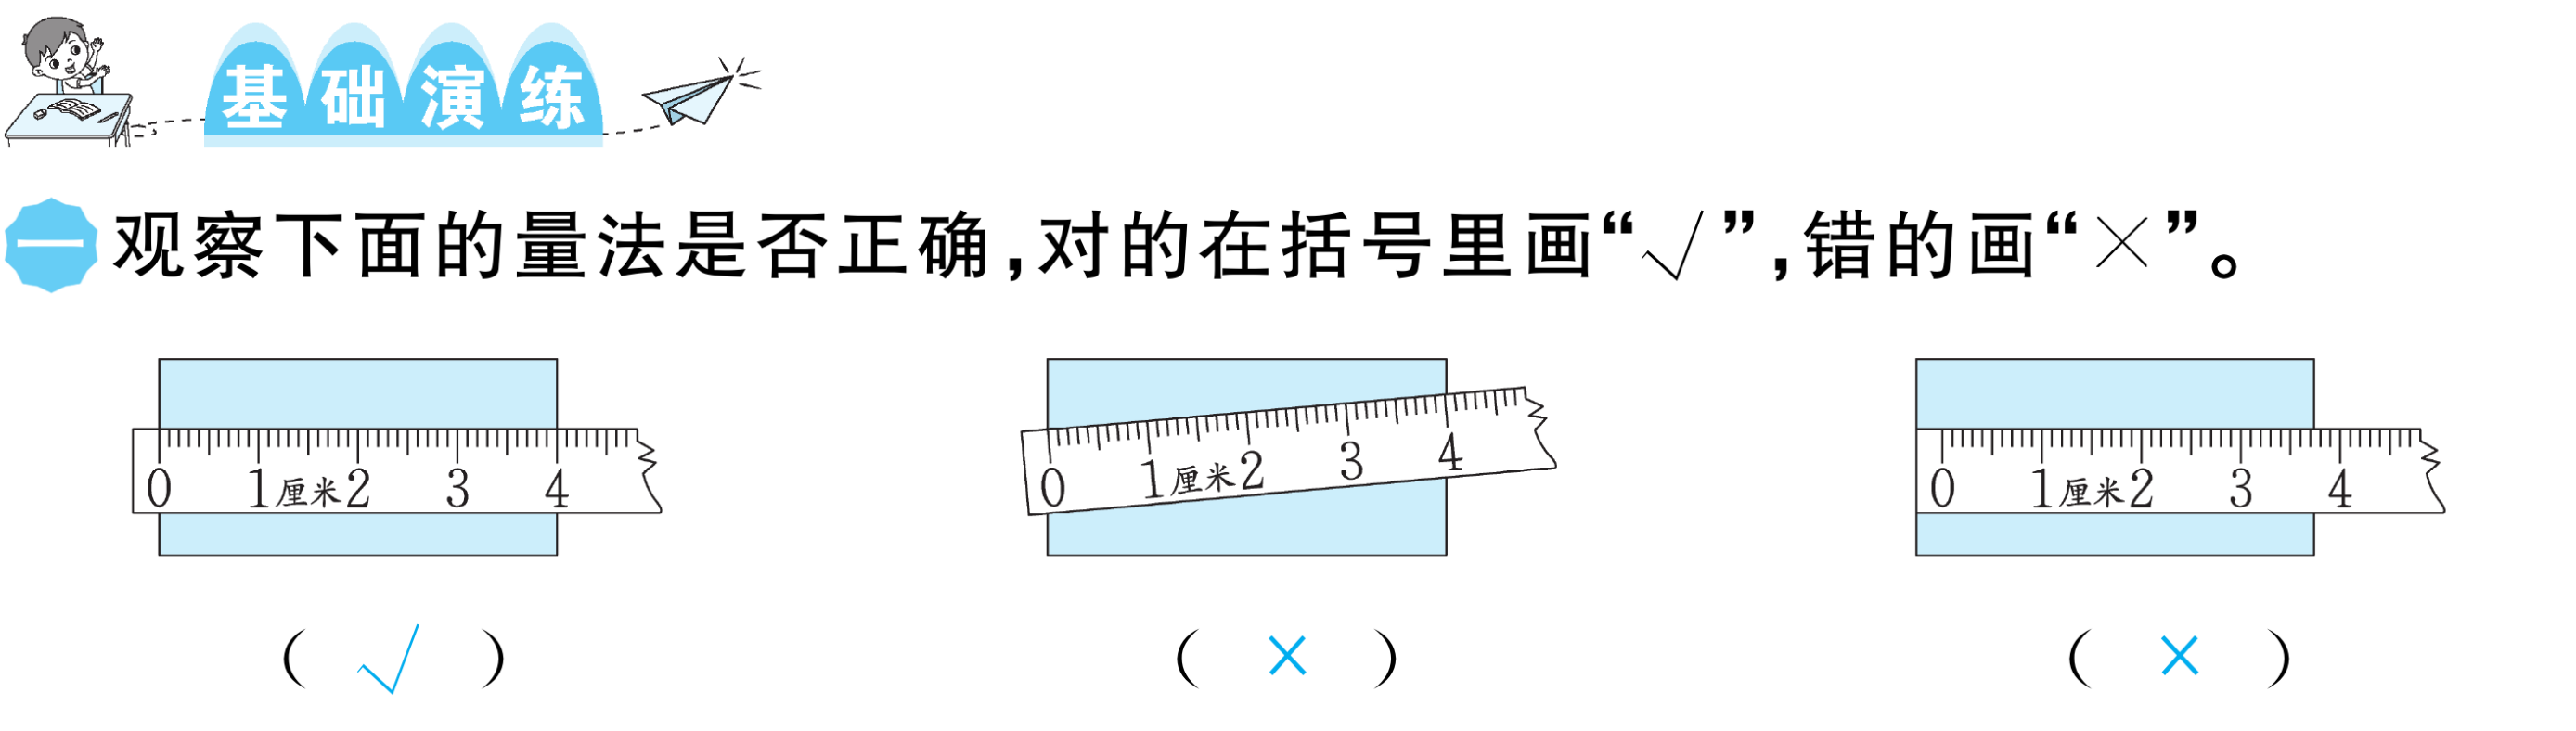 基础演练
一 观察下面的量法是否正确,对的在括号里画“√”,错的画“×”。
0 1厘米2 3 4
0 1厘米2 3 4
0 1厘米2 3 4
( √ ) ( × ) ( × )